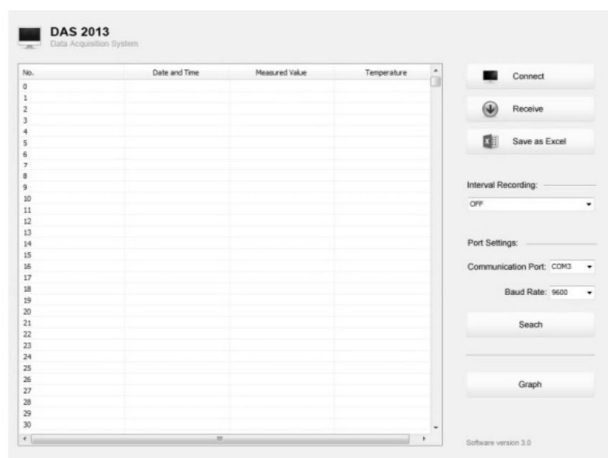 DAS 2013
Data Acquisition System
No. Date and Time Measured Value Temperature
0
1
2
3
4
5
6
7
8
9
10
11
12
13
14
15
16
17
18
19
20
21
22
23
24
25
26
27
28
29
30
Connect
Receive
Save as Excel
Interval Recording:
OFF
Port Settings:
Communication Port: COM3
Baud Rate: 9600
Seach
Graph
Software version 3.0